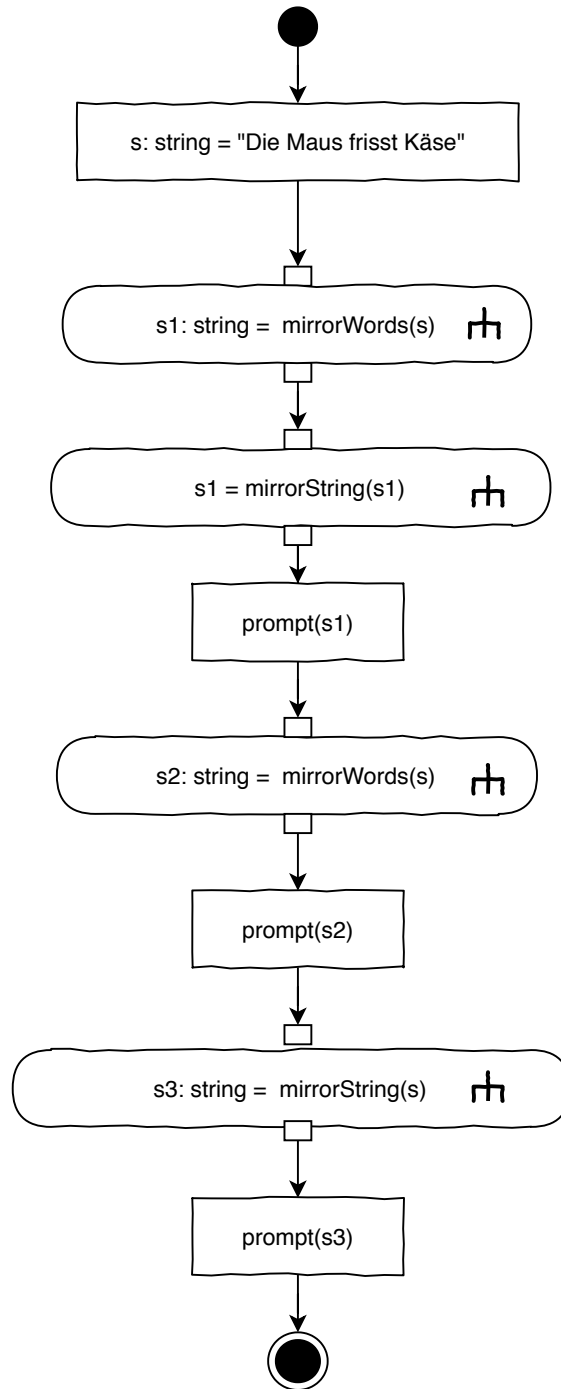 s: string = "Die Maus frisst Käse"
s1: string =  mirrorWords(s)
s1 = mirrorString(s1)
prompt(s1)
s2: string =  mirrorWords(s)
prompt(s2)
s3: string =  mirrorString(s)
prompt(s3)